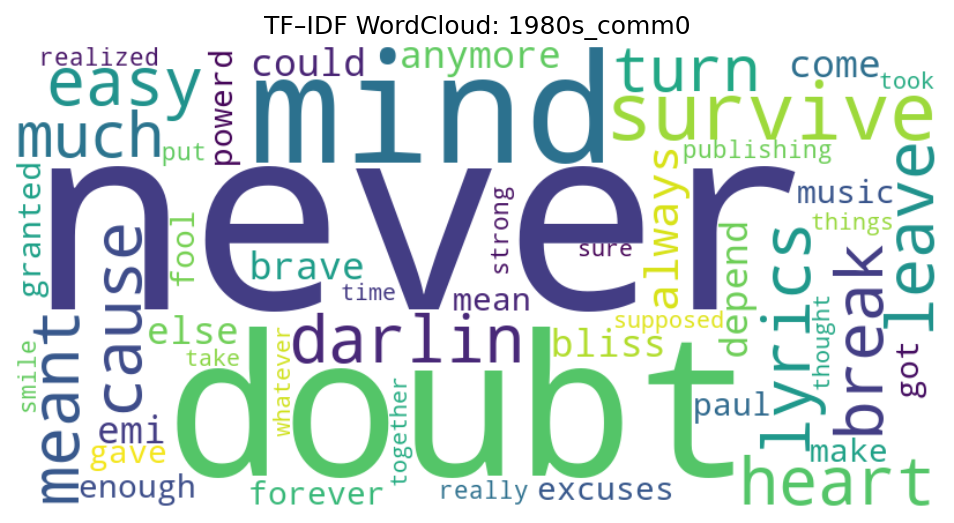 TF–IDF WordCloud: 1980s_comm0
realized
easy
powerd
could
mind
anymore
turn
come
took
much
put
survive
publishing
granted
never
always
music
things
leave
fool
cause
brave
time
strong
sure
mean
depend
lyrics
break
meant
else
take
darlin
supposed
bliss
thought
got
smile
whatever
doubt
together
paul
emi
gave
make
enough
forever
really
excuses
heart